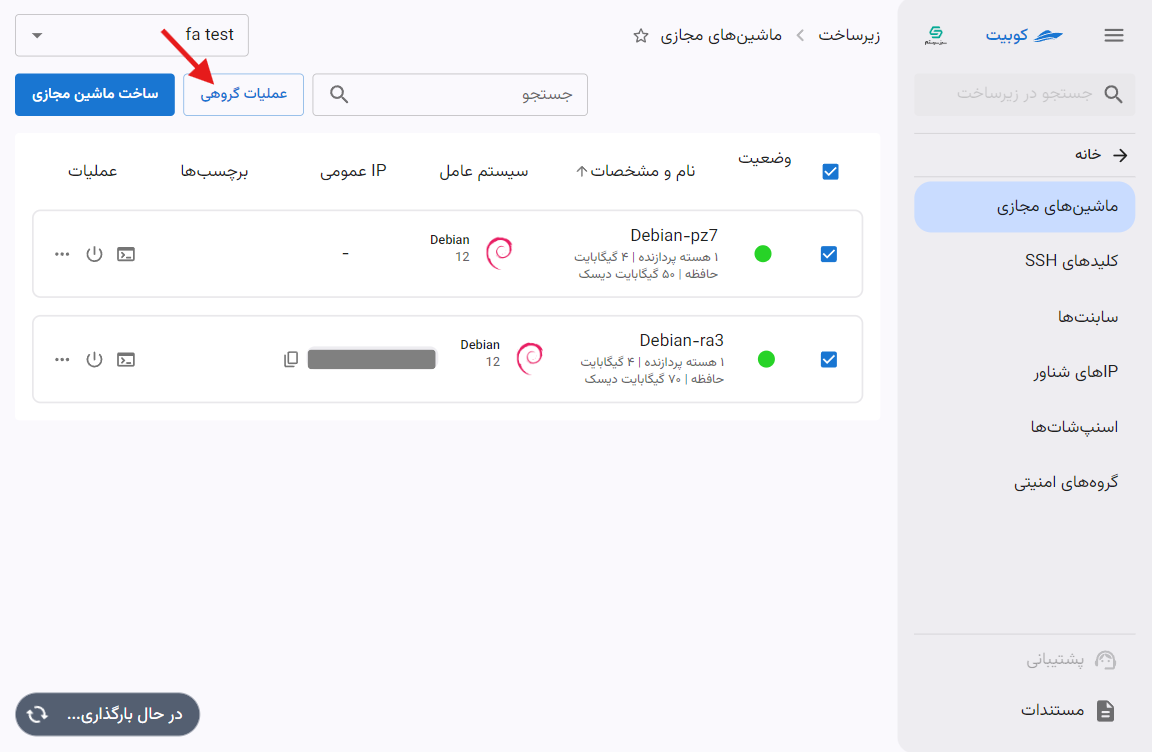 کوبیت
جستجو در زیرساخت
خانه
ماشین‌های مجازی
کلیدهای SSH
سابنت‌ها
IPهای شناور
اسنپ‌شات‌ها
گروه‌های امنیتی
پشتیبانی
مستندات
زیرساخت
ماشین‌های مجازی
fa test
جستجو
عملیات گروهی
ساخت ماشین مجازی
وضعیت
نام و مشخصات
سیستم عامل
IP عمومی
برچسب‌ها
عملیات
Debian-pz7
۱ هسته پردازنده | ۴ گیگابایت
حافظه | ۵۰ گیگابایت دیسک
Debian
12
-
Debian-ra3
۱ هسته پردازنده | ۴ گیگابایت
حافظه | ۷۰ گیگابایت دیسک
Debian
12
در حال بارگذاری...